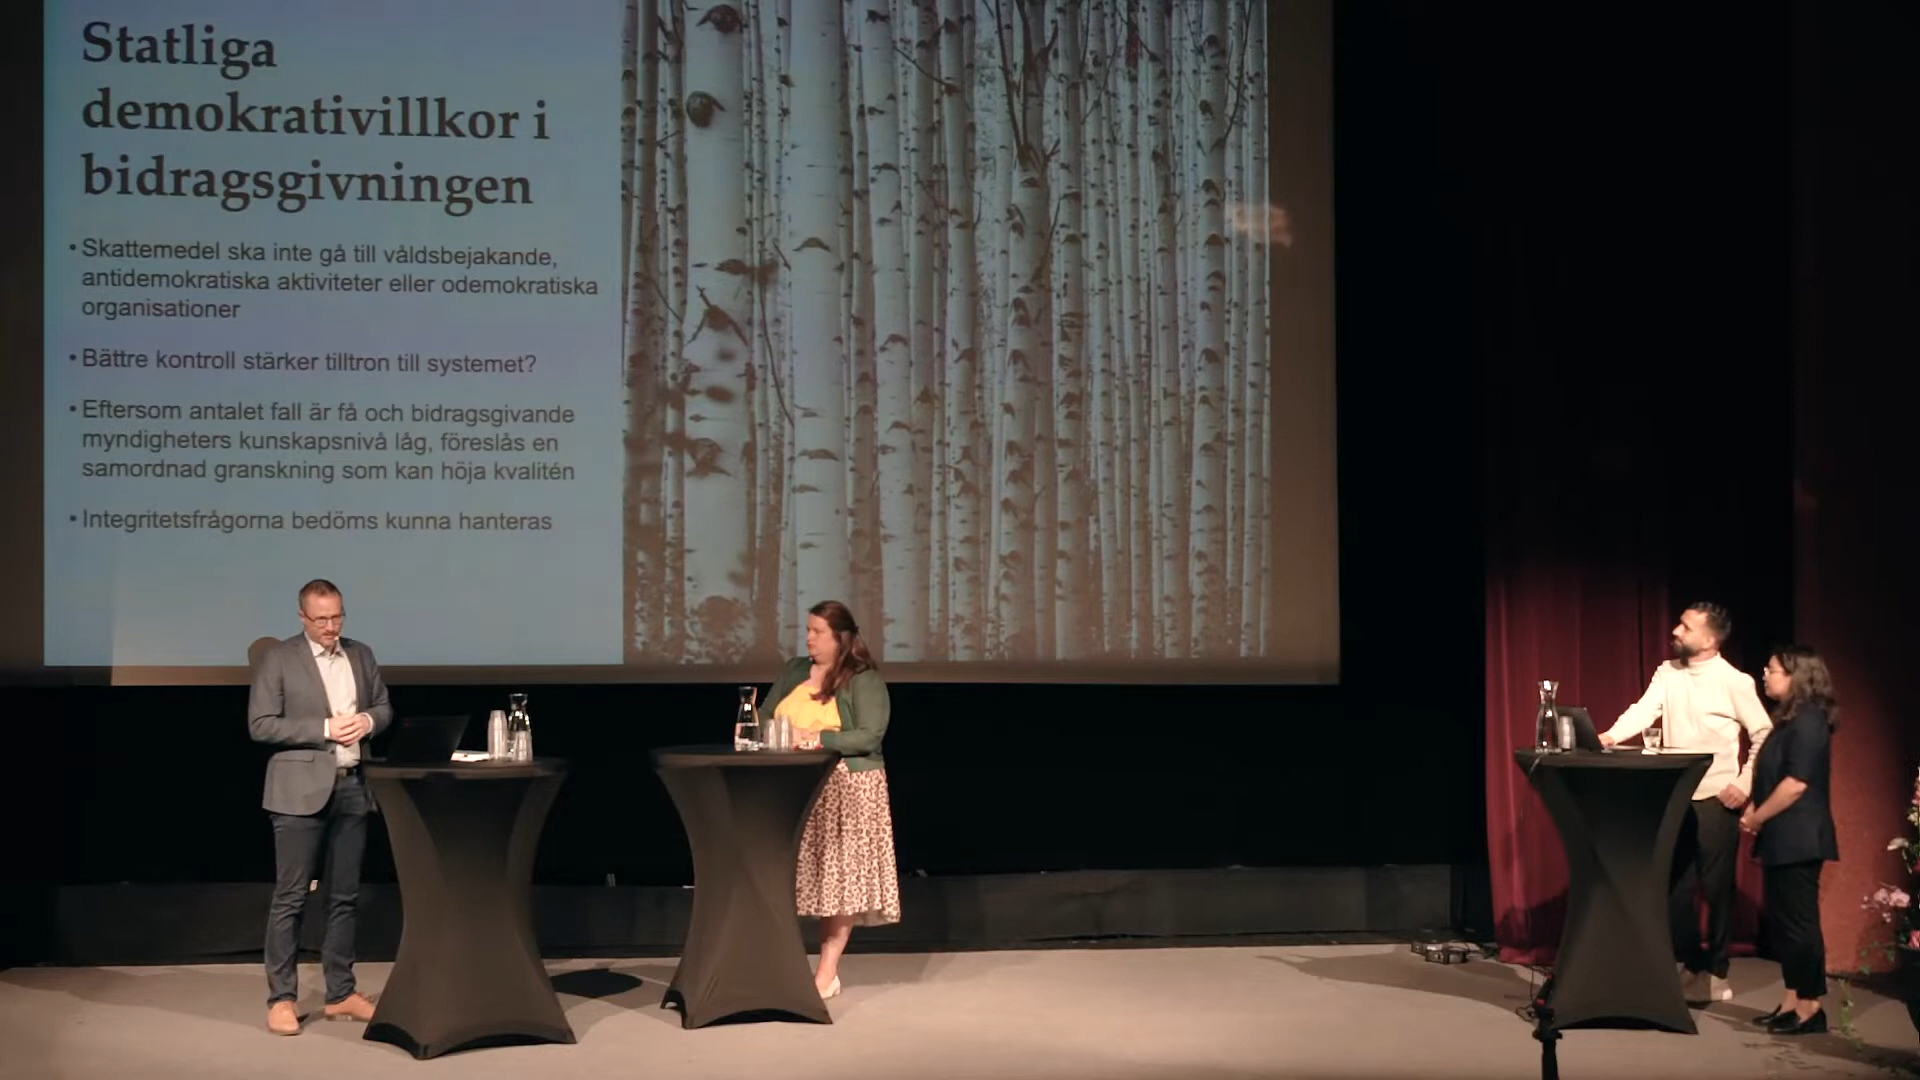 Statliga
demokrativillkor i
bidragsgivningen
• Skattemedel ska inte gå till våldsbejakande,
antidemokratiska aktiviteter eller odemokratiska
organisationer
• Bättre kontroll stärker tilltron till systemet?
• Eftersom antalet fall är få och bidragsgivande
myndigheters kunskapsnivå låg, föreslås en
samordnad granskning som kan höja kvalitén
• Integritetsfrågorna bedöms kunna hanteras